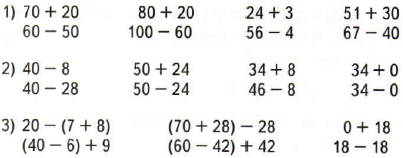 1) 70 + 20 80 + 20 24 + 3 51 + 30
60 − 50 100 − 60 56 − 4 67 − 40
2) 40 − 8 50 + 24 34 + 8 34 + 0
40 − 28 50 − 24 46 − 8 34 − 0
3) 20 − (7 + 8) (70 + 28) − 28 0 + 18
(40 − 6) + 9 (60 − 42) + 42 18 − 18